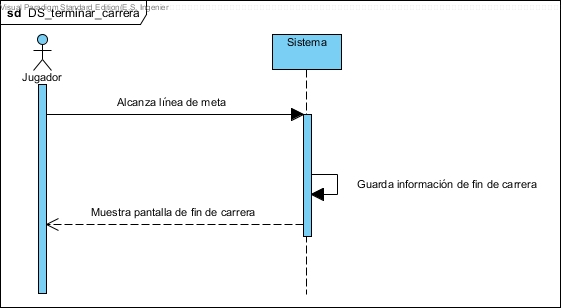 Visual Paradigm Standard Edition(E.S. Ingenier
sd DS_terminar_carrera
Jugador
Sistema
Alcanza línea de meta
Guarda información de fin de carrera
Muestra pantalla de fin de carrera